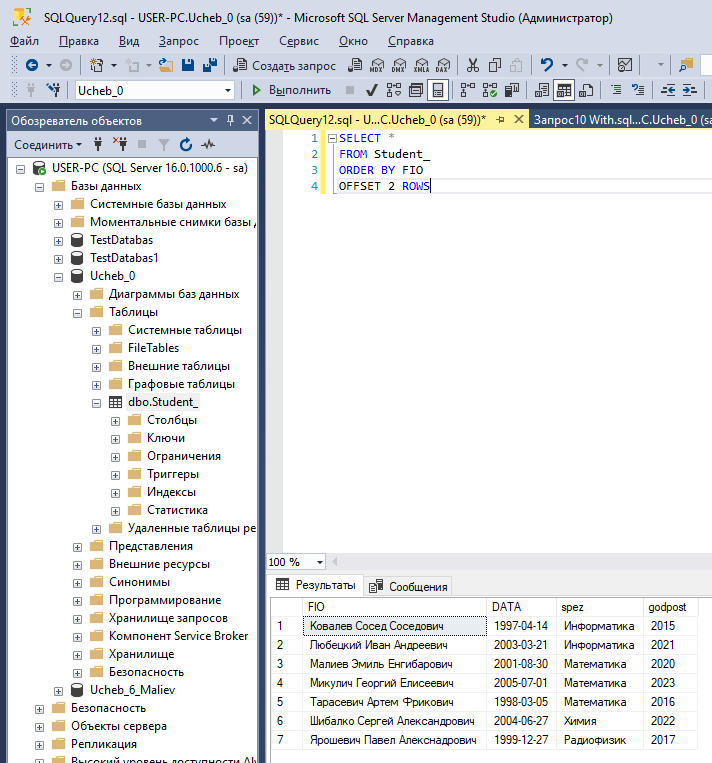 SQLQuery12.sql - USER-PC.Ucheb_0 (sa (59))* - Microsoft SQL Server Management Studio (Администратор)
Файл Правка Вид Запрос Проект Сервис Окно Справка
Создать запрос MDX DMX XMLA DAX
Ucheb_0 Выполнить
Обозреватель объектов
Соединить
USER-PC (SQL Server 16.0.1000.6 - sa)
Базы данных
Системные базы данных
Моментальные снимки базы
TestDatabas
TestDatabas1
Ucheb_0
Диаграммы баз данных
Таблицы
Системные таблицы
FileTables
Внешние таблицы
Графовые таблицы
dbo.Student_
Столбцы
Ключи
Ограничения
Триггеры
Индексы
Статистика
Удаленные таблицы ре
Представления
Внешние ресурсы
Синонимы
Программирование
Хранилище запросов
Компонент Service Broker
Хранилище
Безопасность
Ucheb_6_Maliev
Безопасность
Объекты сервера
Репликация
Высокий уровень доступности Al
SQLQuery12.sql - U...C.Ucheb_0 (sa (59))* Запрос10 With.sql...C.Ucheb_0 (sa
1 SELECT *
2 FROM Student_
3 ORDER BY FIO
4 OFFSET 2 ROWS
100 %
Результаты Сообщения
FIO DATA spez godpost
1 Ковалев Сосед Соседович 1997-04-14 Информатика 2015
2 Любецкий Иван Андреевич 2003-03-21 Информатика 2021
3 Малиев Эмиль Енгибарович 2001-08-30 Математика 2020
4 Микулич Георгий Елисеевич 2005-07-01 Математика 2023
5 Тарасевич Артем Фрикович 1998-03-05 Математика 2016
6 Шибалко Сергей Александрович 2004-06-27 Химия 2022
7 Ярошевич Павел Алекснадрович 1999-12-27 Радиофизик 2017